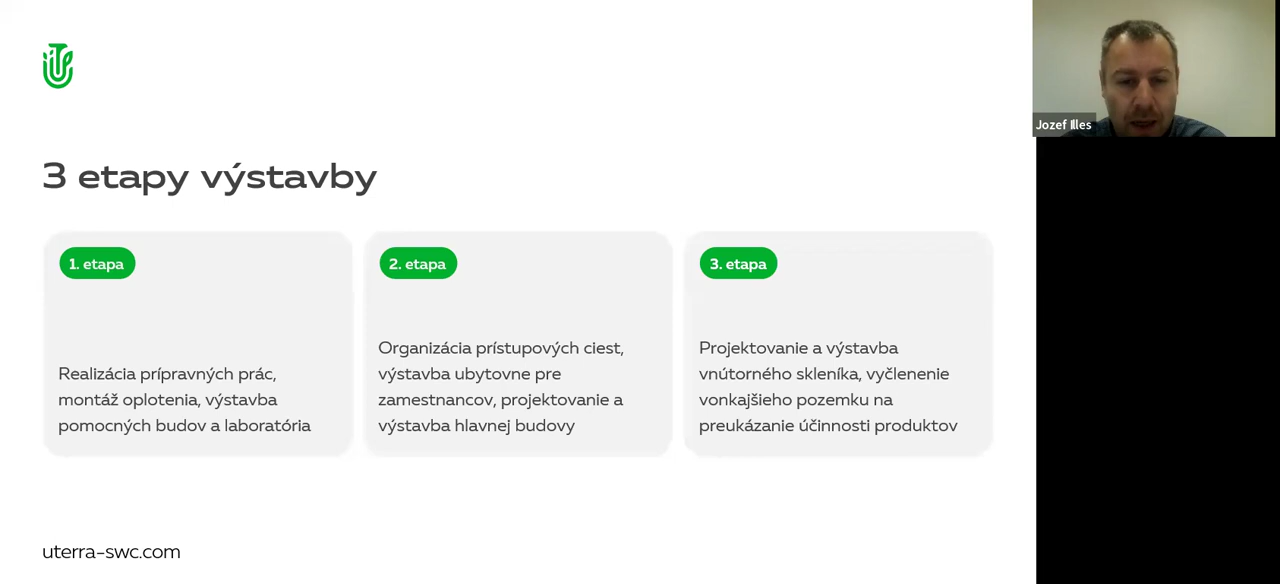 3 etapy výstavby
1. etapa
Realizácia prípravných prác,
montáž oplotenia, výstavba
pomocných budov a laboratória
2. etapa
Organizácia prístupových ciest,
výstavba ubytovne pre
zamestnancov, projektovanie a
výstavba hlavnej budovy
3. etapa
Projektovanie a výstavba
vnútorného skleníka, vyčlenenie
vonkajšieho pozemku na
preukázanie účinnosti produktov
uterra-swc.com
Jozef Illes